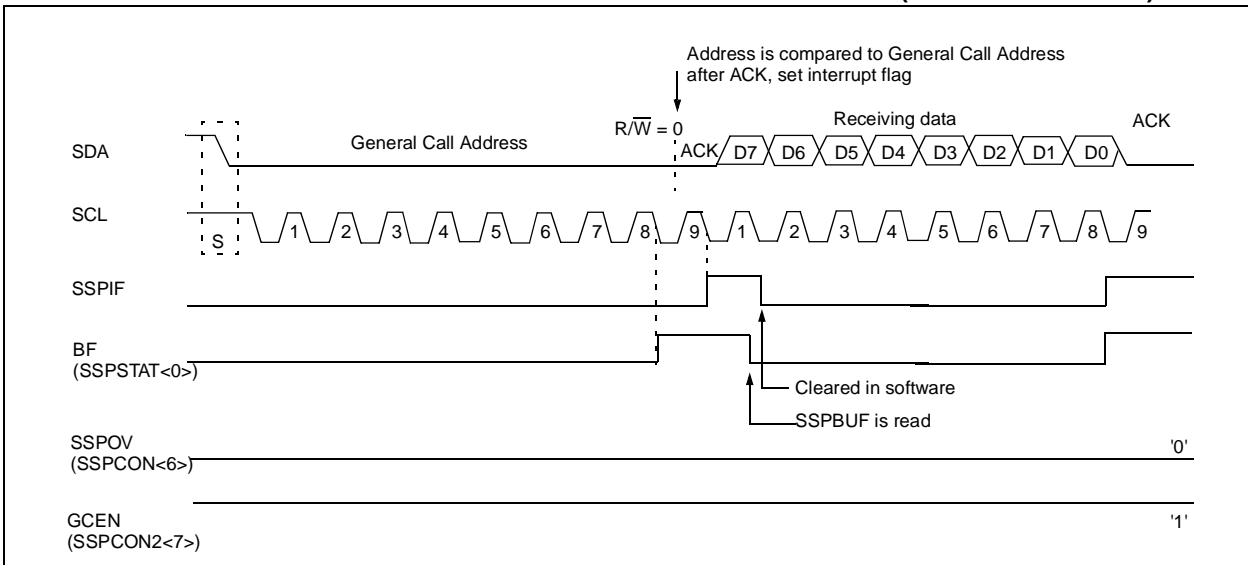 Address is compared to General Call Address
after ACK, set interrupt flag
R/W = 0
Receiving data
ACK
SDA
General Call Address
ACK
D7
D6
D5
D4
D3
D2
D1
D0
SCL
S
1
2
3
4
5
6
7
8
9
1
2
3
4
5
6
7
8
9
SSPIF
BF
(SSPSTAT<0>)
Cleared in software
SSPBUF is read
SSPOV
(SSPCON<6>)
'0'
GCEN
(SSPCON2<7>)
'1'